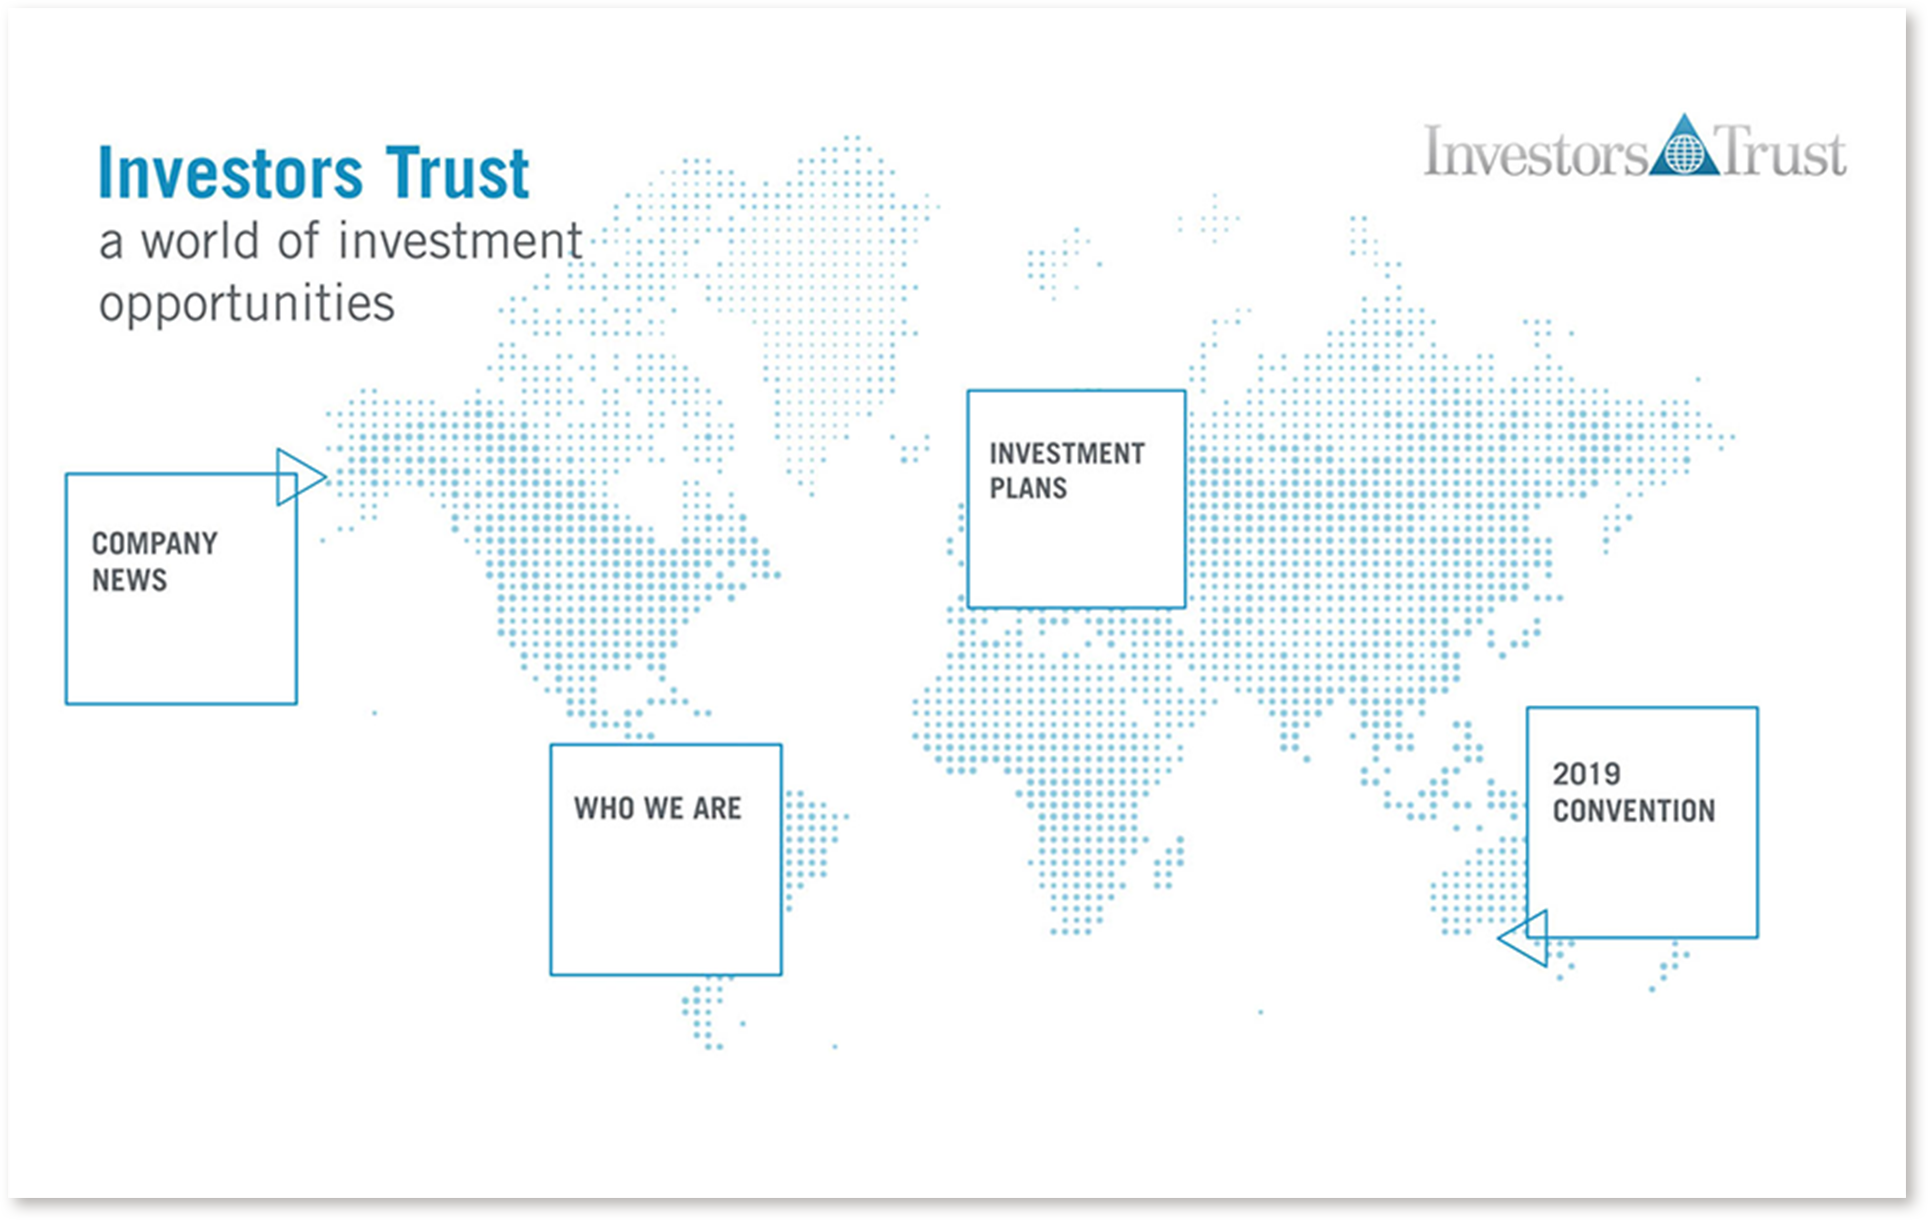 Investors Trust
a world of investment
opportunities
Investors Trust
INVESTMENT
PLANS
COMPANY
NEWS
WHO WE ARE
2019
CONVENTION